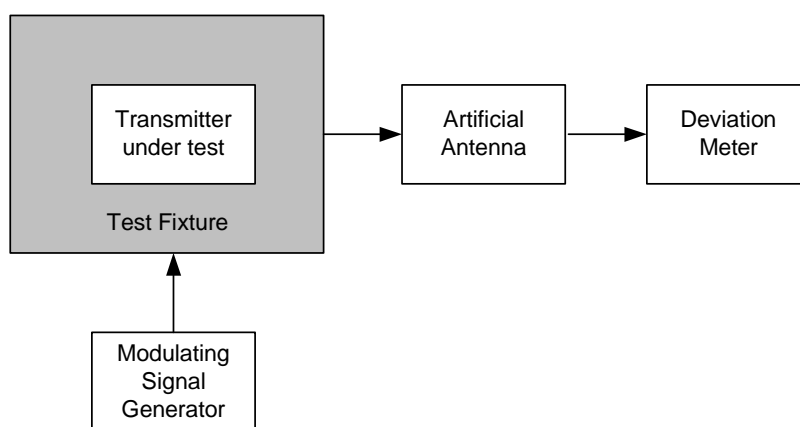 Transmitter
under test
Test Fixture
Artificial
Antenna
Deviation
Meter
Modulating
Signal
Generator